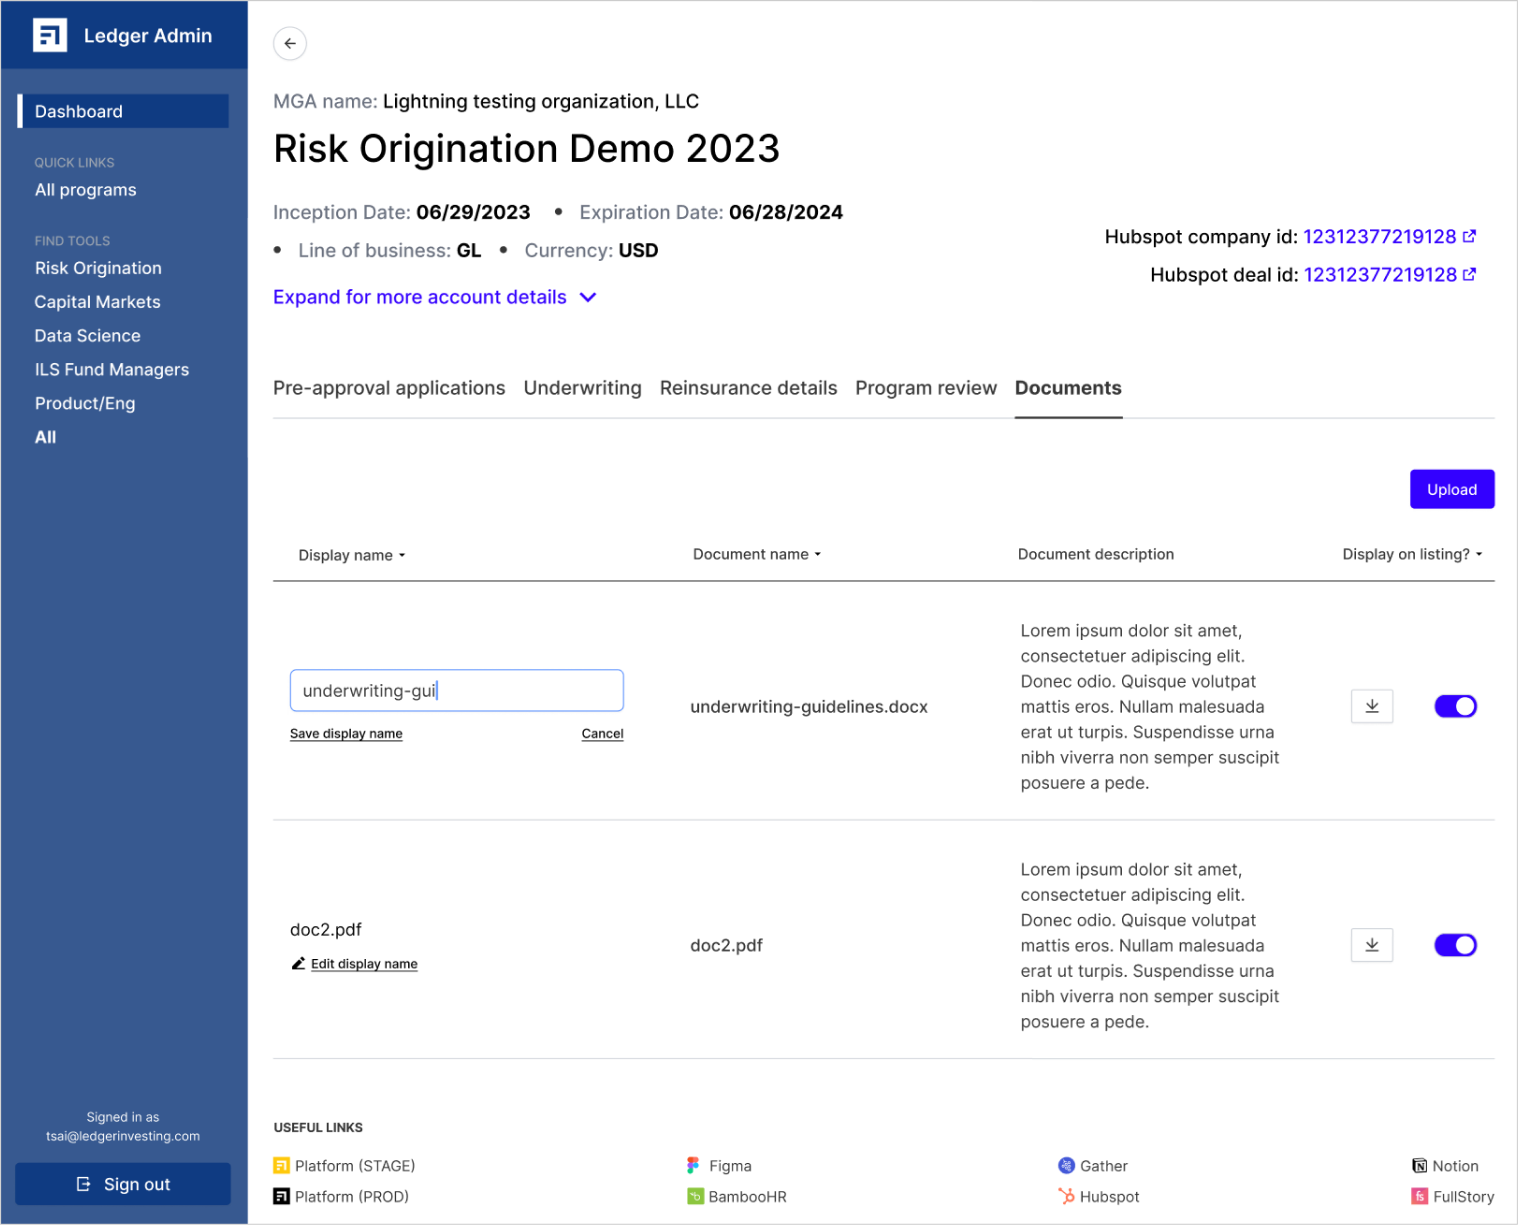 Ledger Admin
Dashboard
QUICK LINKS
All programs
FIND TOOLS
Risk Origination
Capital Markets
Data Science
ILS Fund Managers
Product/Eng
All
Signed in as
tsai@ledgerinvesting.com
Sign out
MGA name: Lightning testing organization, LLC
Risk Origination Demo 2023
Inception Date: 06/29/2023 • Expiration Date: 06/28/2024
• Line of business: GL • Currency: USD
Expand for more account details
Hubspot company id: 12312377219128
Hubspot deal id: 12312377219128
Pre-approval applications Underwriting Reinsurance details Program review Documents
Upload
Display name Document name Document description Display on listing?
underwriting-gui
Save display name Cancel
underwriting-guidelines.docx
Lorem ipsum dolor sit amet,
consectetuer adipiscing elit.
Donec odio. Quisque volutpat
mattis eros. Nullam malesuada
erat ut turpis. Suspendisse urna
nibh viverra non semper suscipit
posuere a pede.
doc2.pdf
Edit display name
doc2.pdf
Lorem ipsum dolor sit amet,
consectetuer adipiscing elit.
Donec odio. Quisque volutpat
mattis eros. Nullam malesuada
erat ut turpis. Suspendisse urna
nibh viverra non semper suscipit
posuere a pede.
USEFUL LINKS
Platform (STAGE) Figma Gather Notion
Platform (PROD) BambooHR Hubspot FullStory